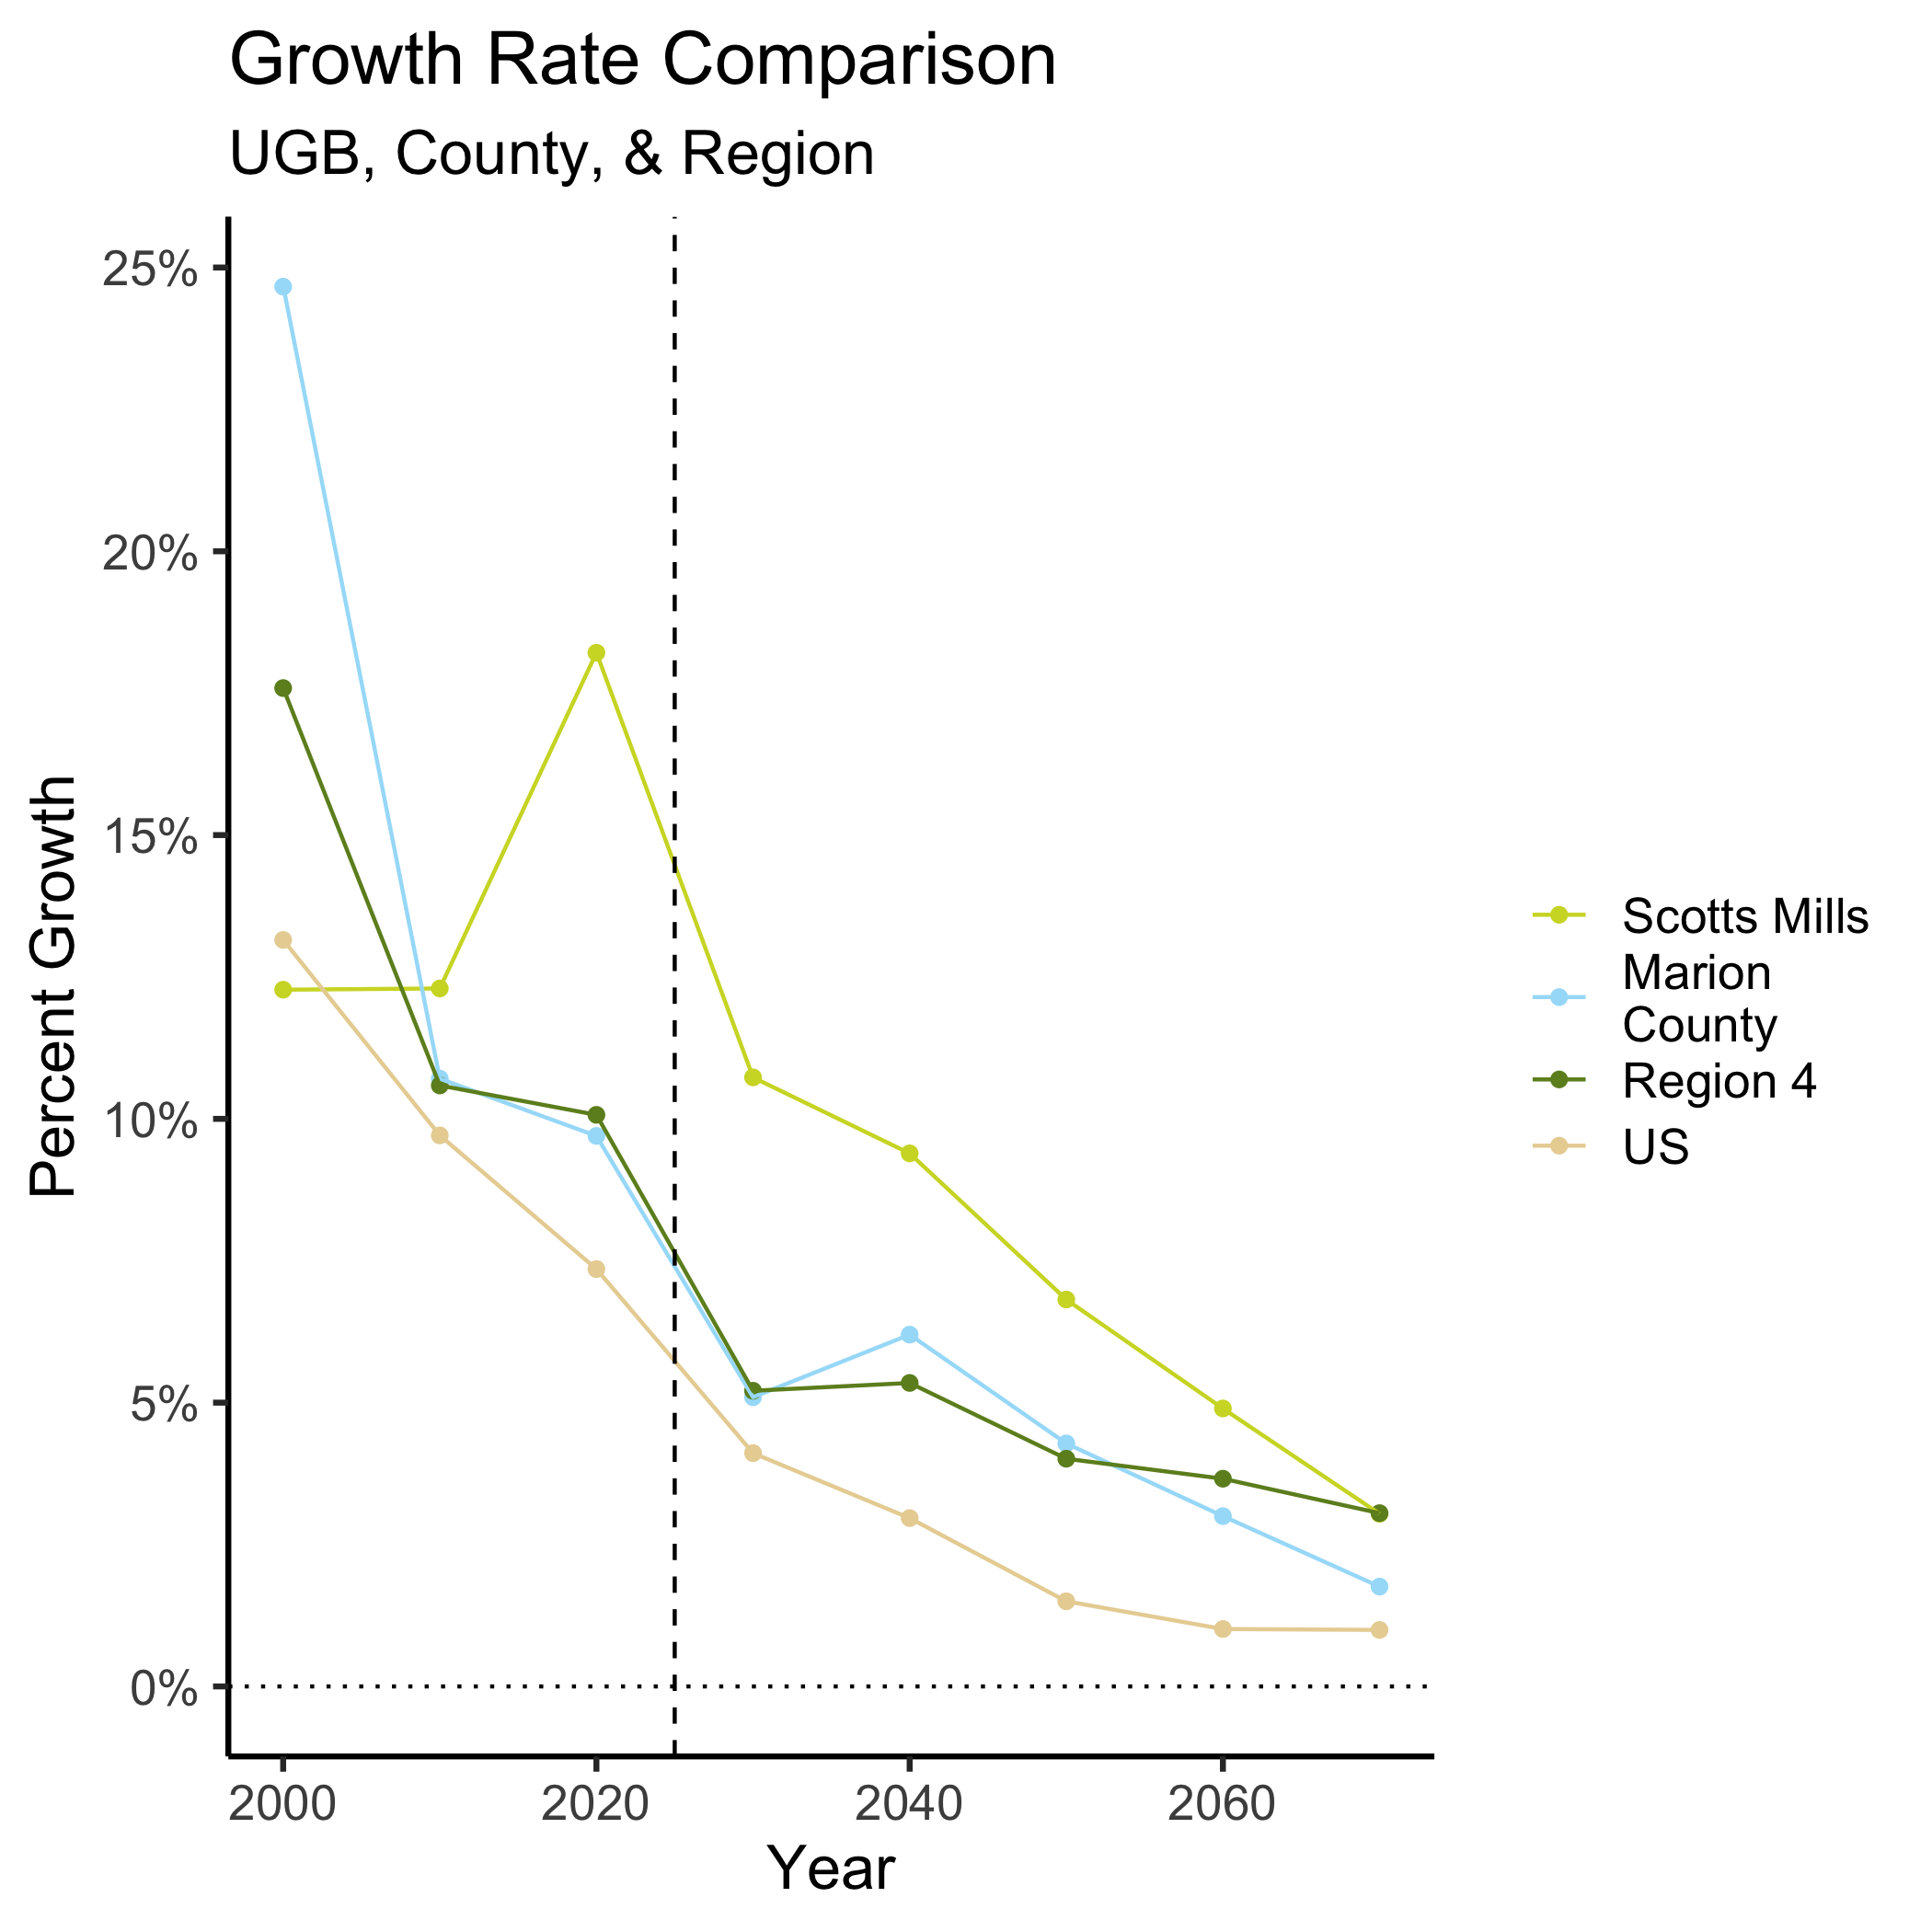 Growth Rate Comparison
UGB, County, & Region
25%
20%
15%
10%
5%
0%
Percent Growth
2000
2020
2040
2060
Year
Scotts Mills
Marion
County
Region 4
US